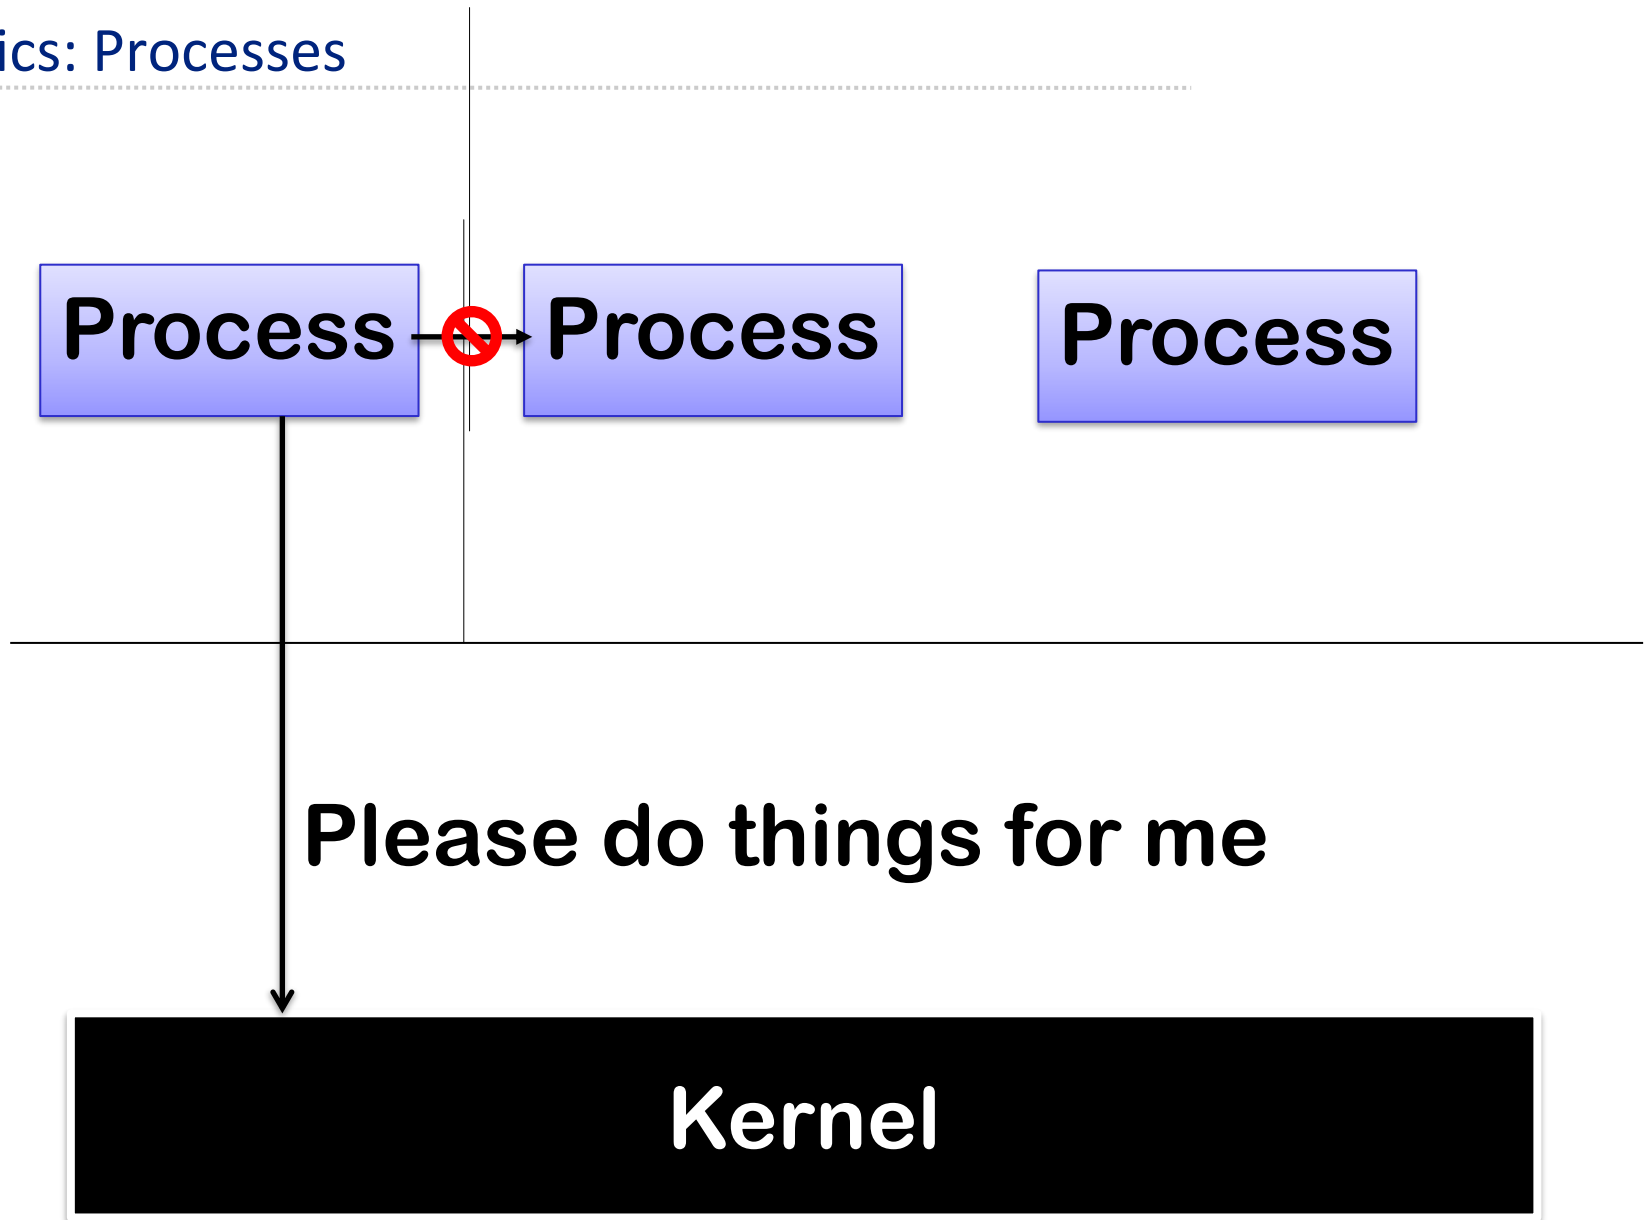 ics: Processes
Process Process Process
Please do things for me
Kernel